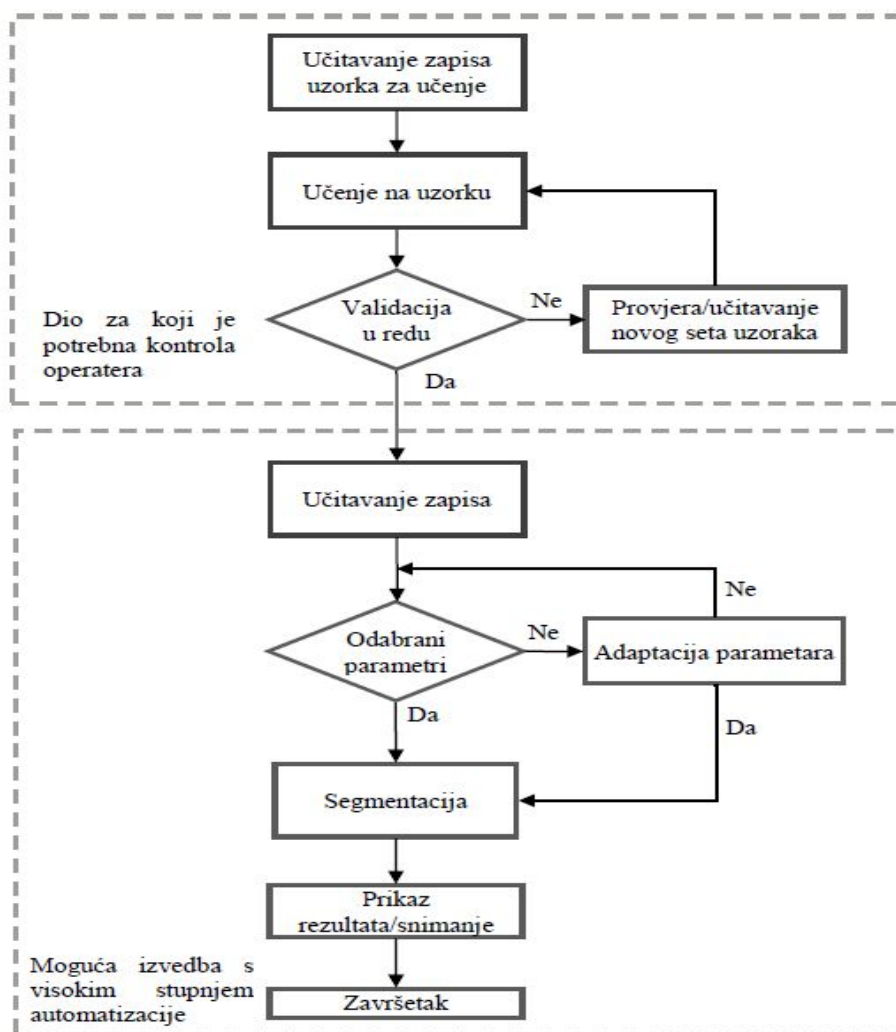 Učitavanje zapisa
uzorka za učenje
Učenje na uzorku
Validacija
u redu
Ne
Provjera/učitavanje
novog seta uzoraka
Dio za koji je
potrebna kontrola
operatera
Da
Učitavanje zapisa
Ne
Odabrani
parametri
Ne
Adaptacija parametara
Da
Da
Segmentacija
Prikaz
rezultata/snimanje
Moguća izvedba s
visokim stupnjem
automatizacije
Završetak